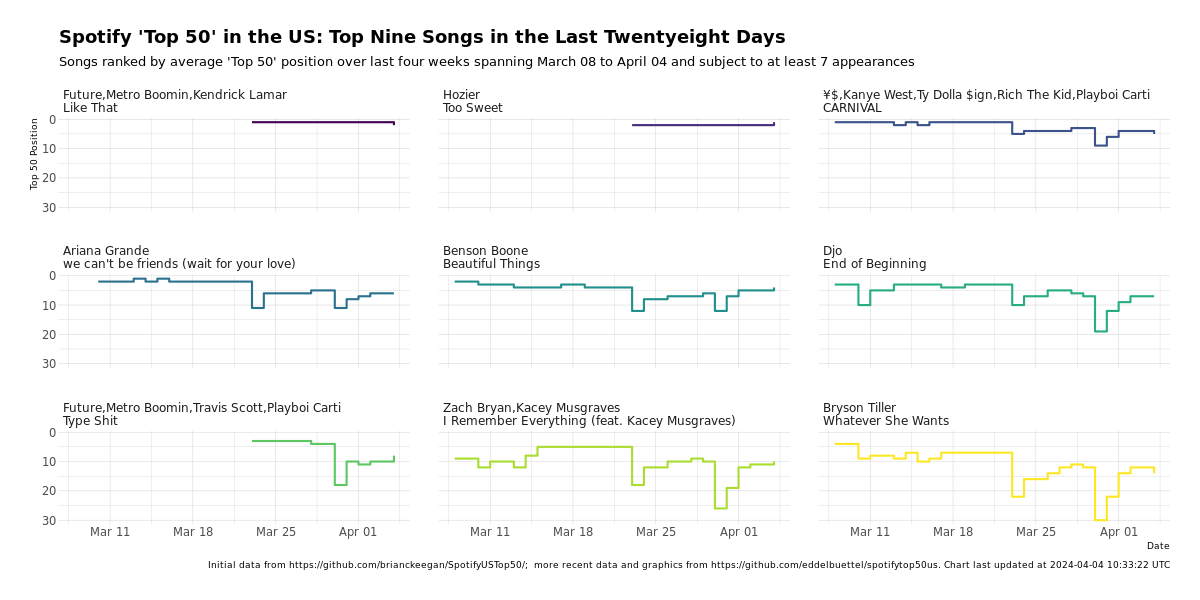 Spotify 'Top 50' in the US: Top Nine Songs in the Last Twentyeight Days
Songs ranked by average 'Top 50' position over last four weeks spanning March 08 to April 04 and subject to at least 7 appearances
Future,Metro Boomin,Kendrick Lamar
Like That
Hozier
Too Sweet
¥$,Kanye West,Ty Dolla $ign,Rich The Kid,Playboi Carti
CARNIVAL
Top 50 Position
0
10
20
30
Ariana Grande
we can't be friends (wait for your love)
Benson Boone
Beautiful Things
Djo
End of Beginning
0
10
20
30
Future,Metro Boomin,Travis Scott,Playboi Carti
Type Shit
Zach Bryan,Kacey Musgraves
I Remember Everything (feat. Kacey Musgraves)
Bryson Tiller
Whatever She Wants
0
10
20
30
Mar 11 Mar 18 Mar 25 Apr 01
Mar 11 Mar 18 Mar 25 Apr 01
Mar 11 Mar 18 Mar 25 Apr 01
Date
Initial data from https://github.com/brianckeegan/SpotifyUSTop50/;  more recent data and graphics from https://github.com/eddelbuettel/spotifytop50us. Chart last updated at 2024-04-04 10:33:22 UTC